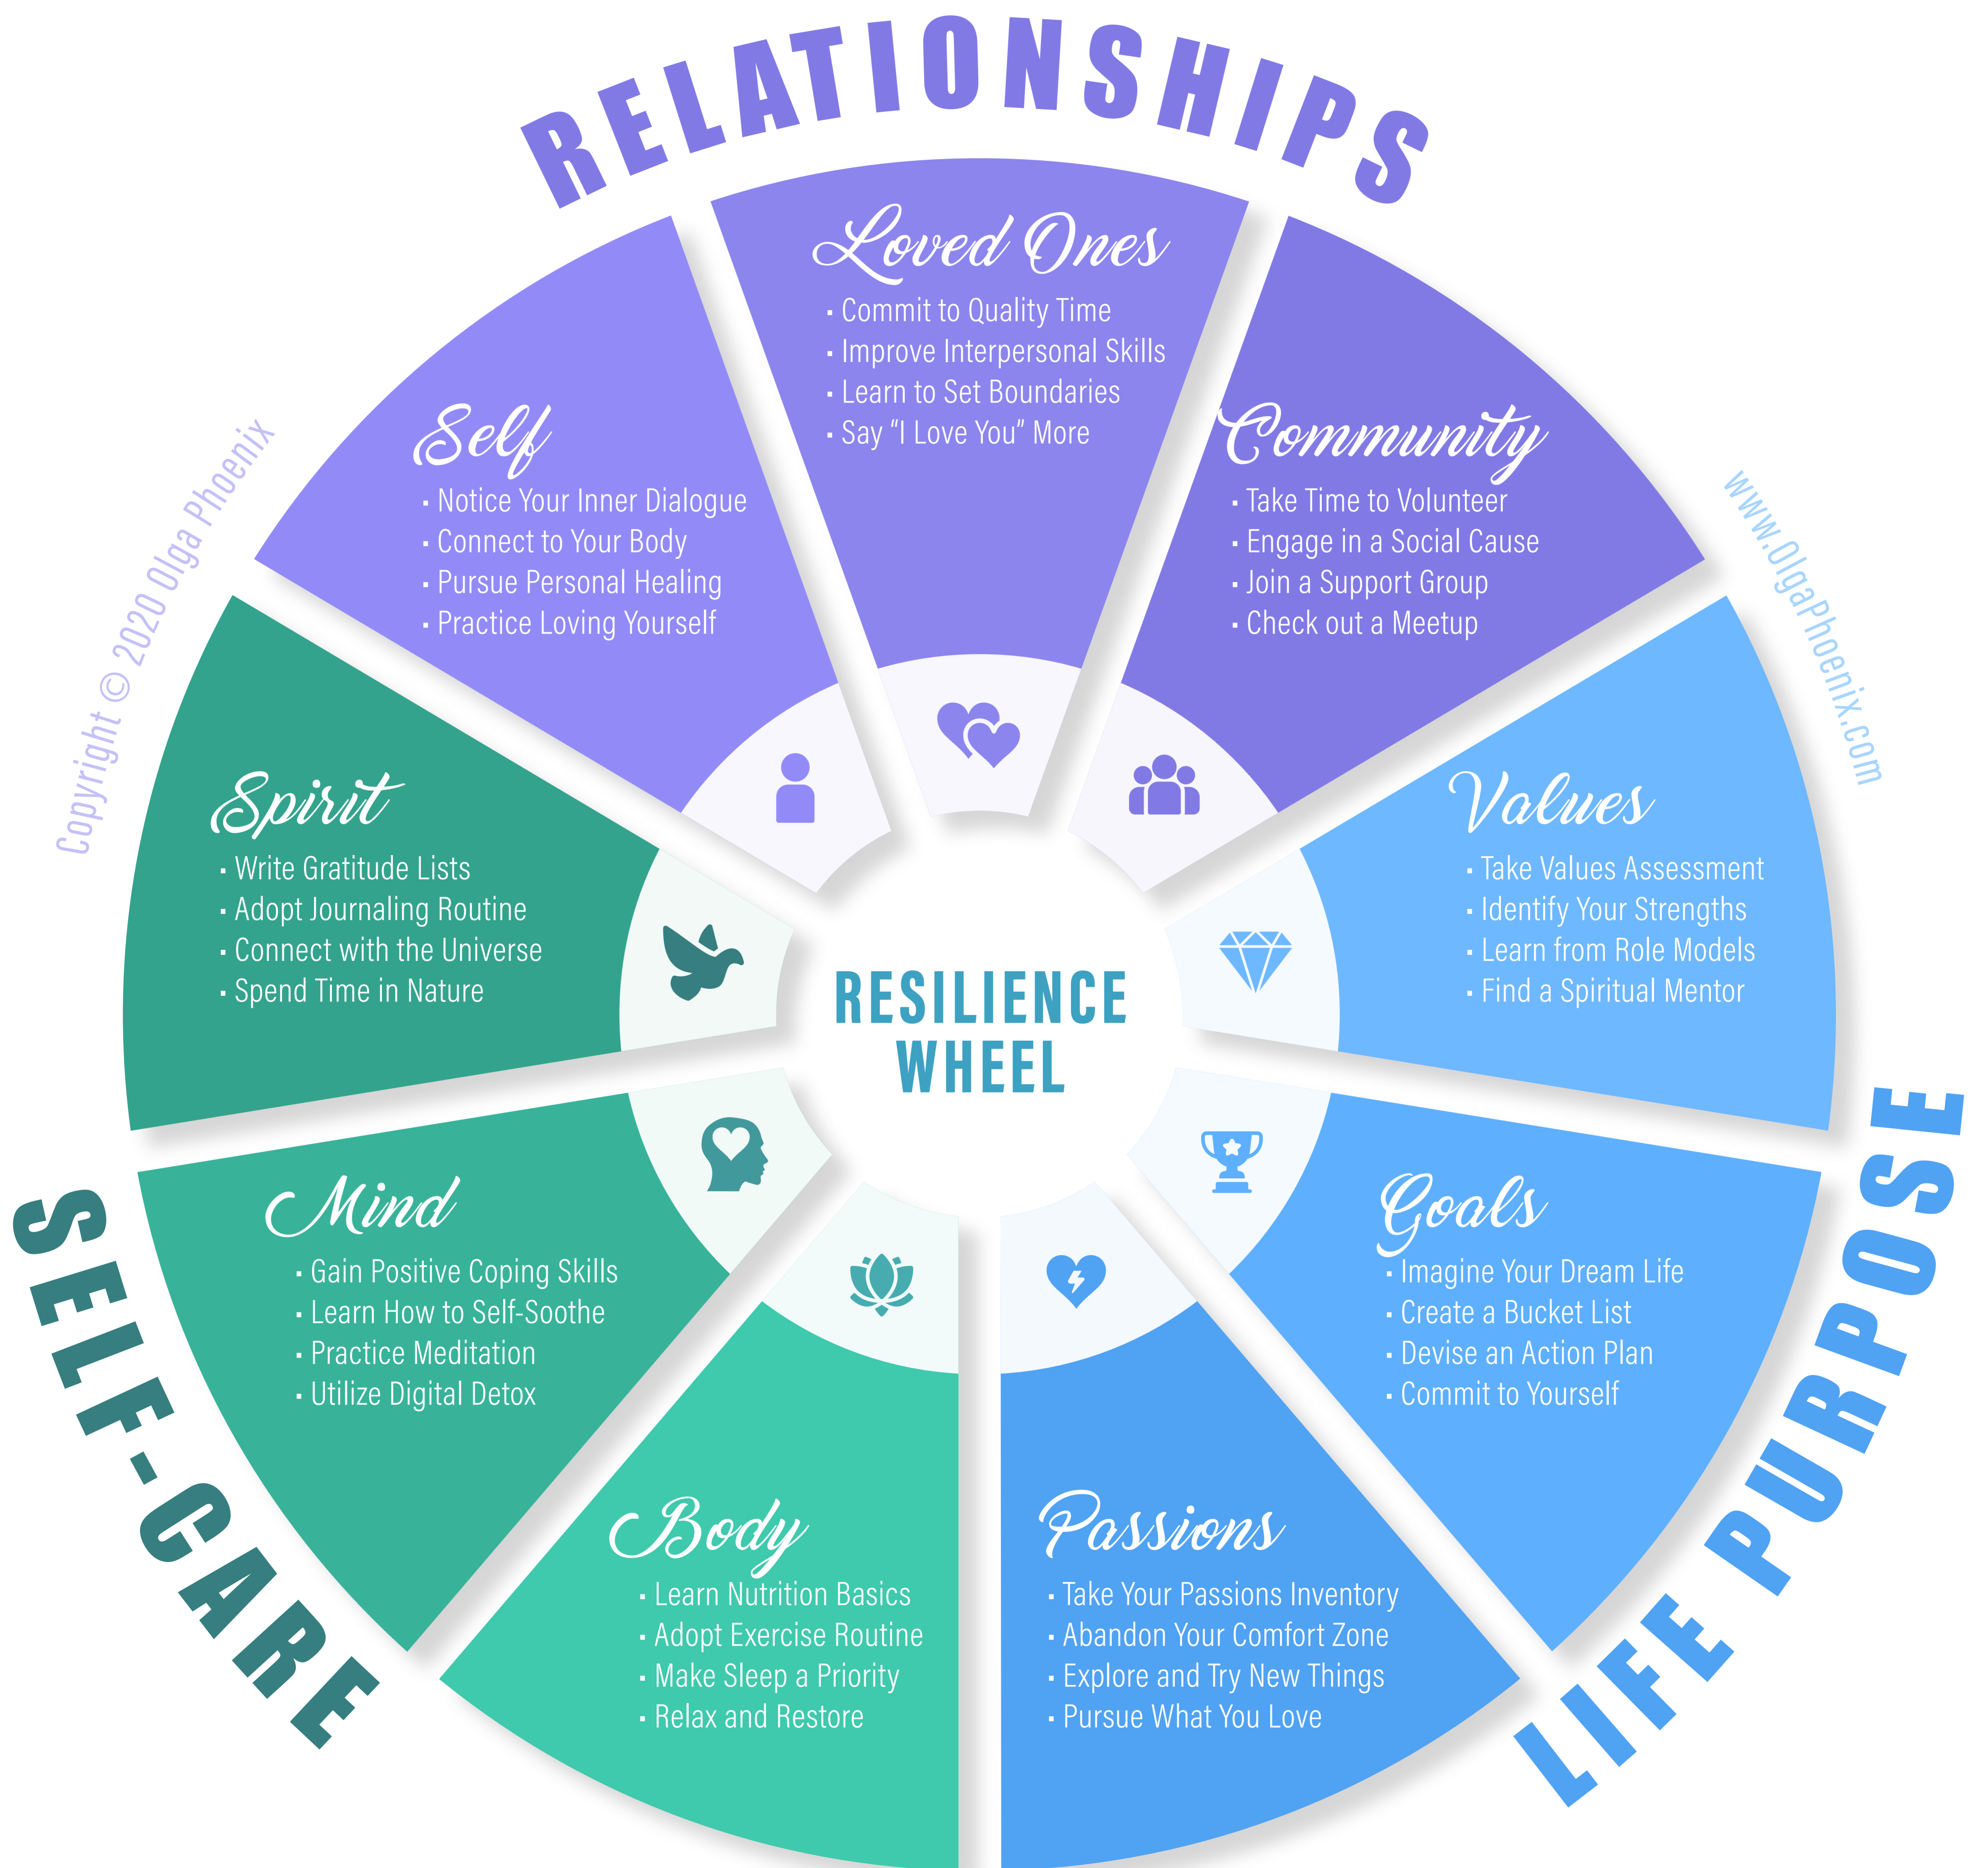 RELATIONSHIPS
Loved Ones
· Commit to Quality Time
· Improve Interpersonal Skills
· Learn to Set Boundaries
· Say “I Love You” More
Self
· Notice Your Inner Dialogue
· Connect to Your Body
· Pursue Personal Healing
· Practice Loving Yourself
Community
· Take Time to Volunteer
· Engage in a Social Cause
· Join a Support Group
· Check out a Meetup
Copyright © 2020 Olga Phoenix
www.OlgaPhoenix.com
Spirit
· Write Gratitude Lists
· Adopt Journaling Routine
· Connect with the Universe
· Spend Time in Nature
Values
· Take Values Assessment
· Identify Your Strengths
· Learn from Role Models
· Find a Spiritual Mentor
RESILIENCE
WHEEL
Mind
· Gain Positive Coping Skills
· Learn How to Self-Soothe
· Practice Meditation
· Utilize Digital Detox
Goals
· Imagine Your Dream Life
· Create a Bucket List
· Devise an Action Plan
· Commit to Yourself
SELF-CARE
LIFE PURPOSE
Body
· Learn Nutrition Basics
· Adopt Exercise Routine
· Make Sleep a Priority
· Relax and Restore
Passions
· Take Your Passions Inventory
· Abandon Your Comfort Zone
· Explore and Try New Things
· Pursue What You Love